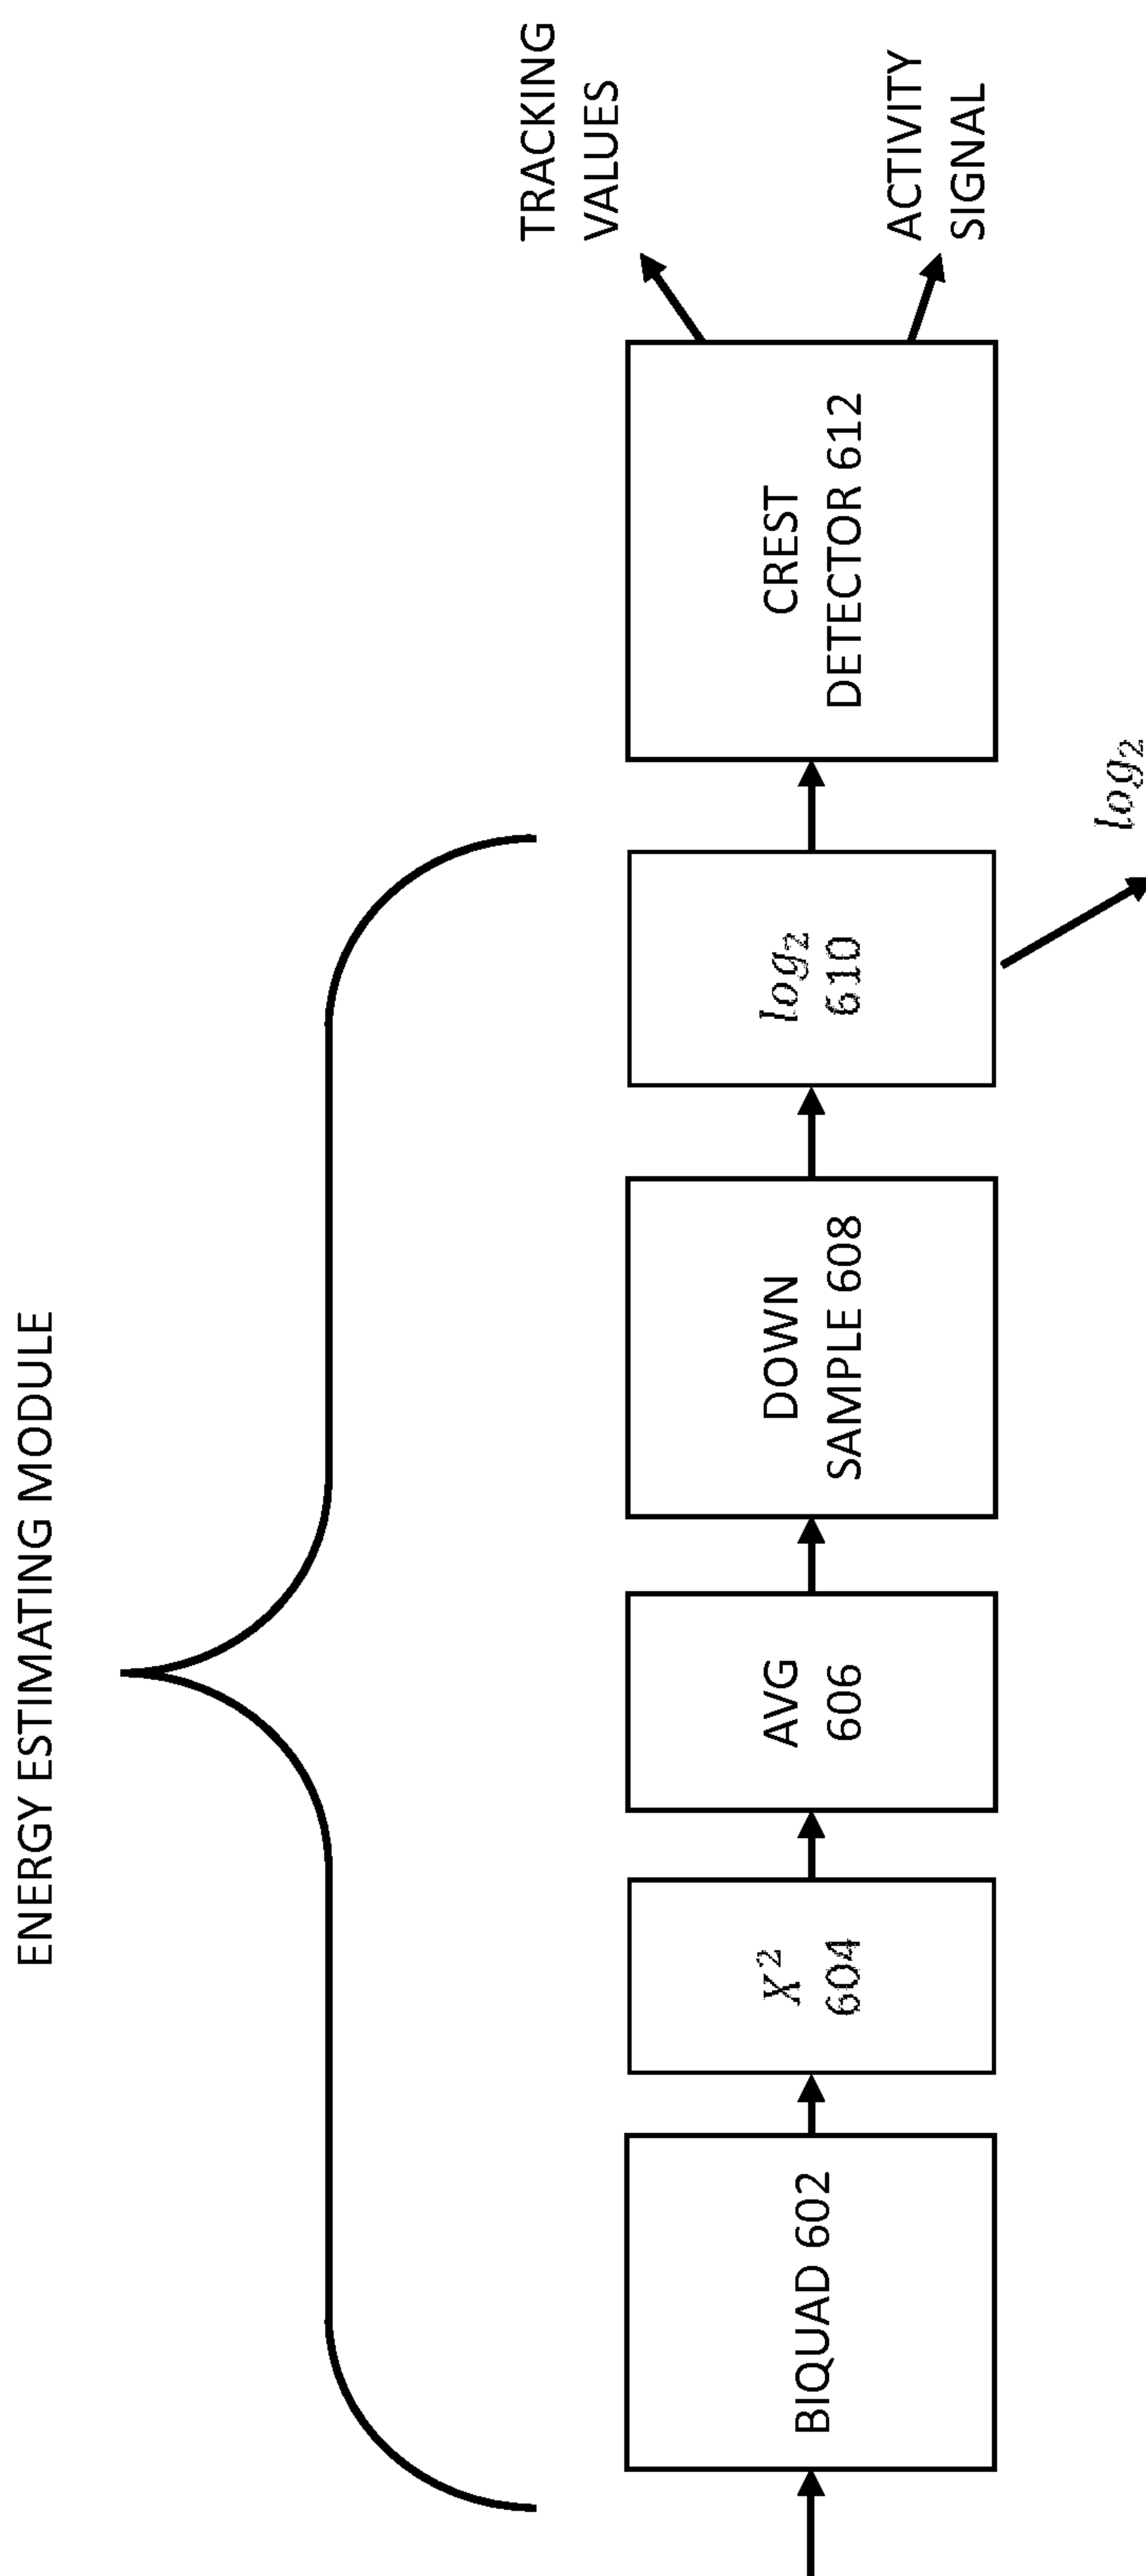 ENERGY ESTIMATING MODULE
BIQUAD 602
X²
604
AVG
606
DOWN
SAMPLE 608
log₂
610
log₂
CREST
DETECTOR 612
TRACKING
VALUES
ACTIVITY
SIGNAL